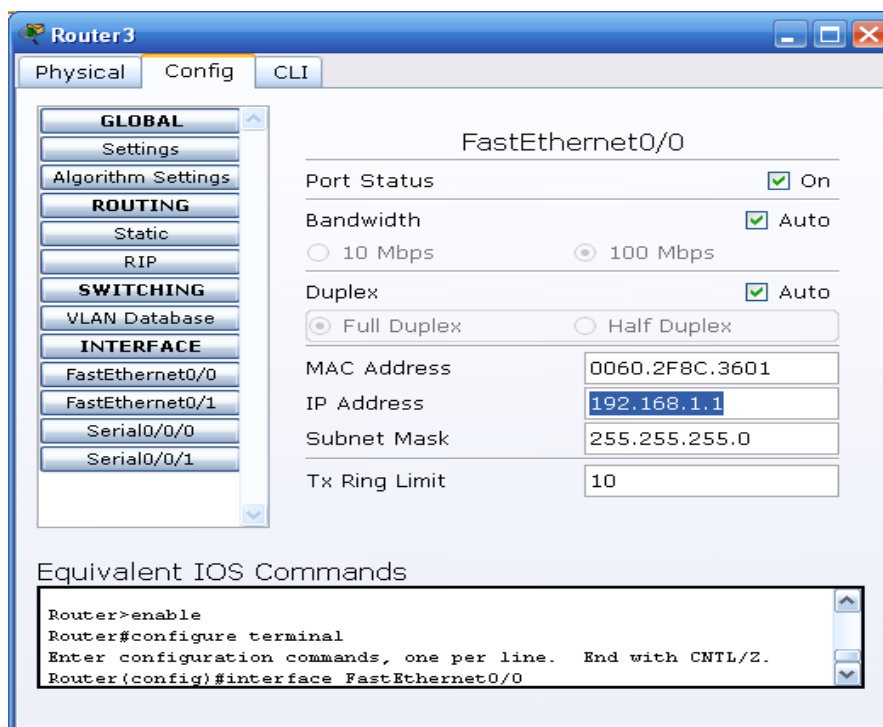 Router3
Physical Config CLI
GLOBAL
Settings
Algorithm Settings
ROUTING
Static
RIP
SWITCHING
VLAN Database
INTERFACE
FastEthernet0/0
FastEthernet0/1
Serial0/0/0
Serial0/0/1
FastEthernet0/0
Port Status On
Bandwidth Auto
10 Mbps 100 Mbps
Duplex Auto
Full Duplex Half Duplex
MAC Address 0060.2F8C.3601
IP Address 192.168.1.1
Subnet Mask 255.255.255.0
Tx Ring Limit 10
Equivalent IOS Commands
Router>enable
Router#configure terminal
Enter configuration commands, one per line. End with CNTL/Z.
Router(config)#interface FastEthernet0/0